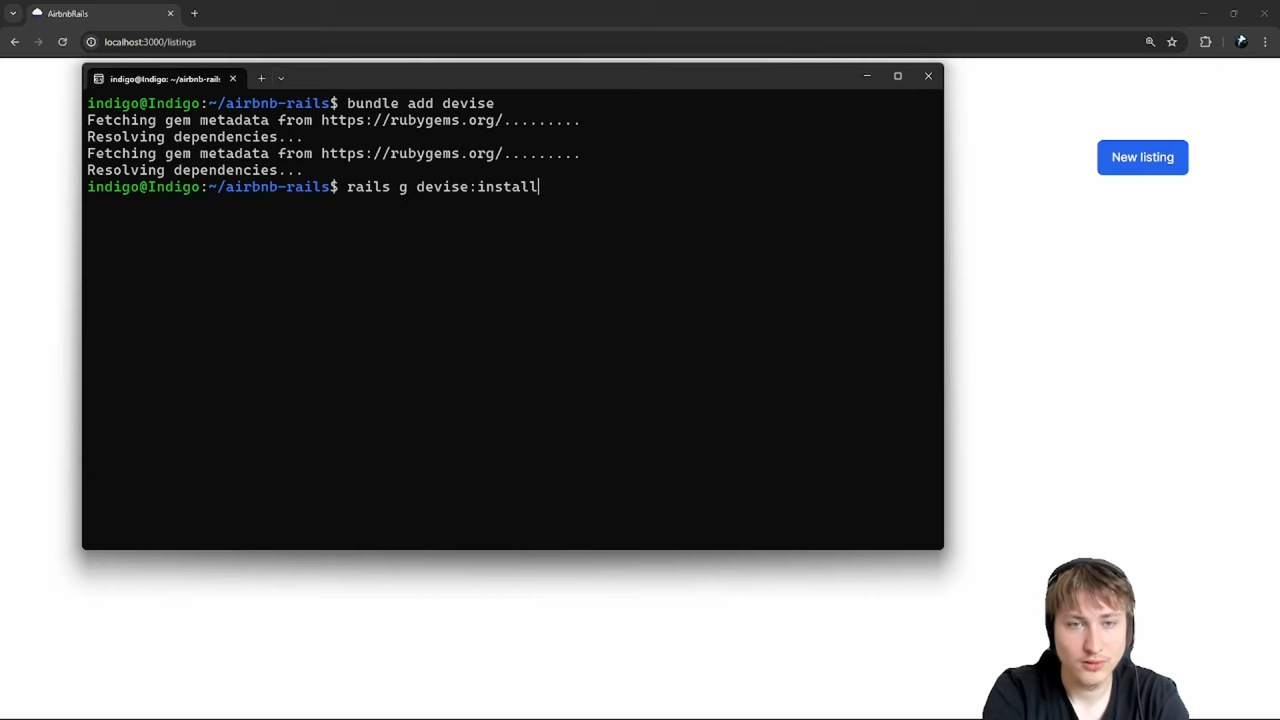 AirbnbRails
localhost:3000/listings
indigo@Indigo: ~/airbnb-rails
indigo@Indigo:~/airbnb-rails$ bundle add devise
Fetching gem metadata from https://rubygems.org/.........
Resolving dependencies...
Fetching gem metadata from https://rubygems.org/.........
Resolving dependencies...
indigo@Indigo:~/airbnb-rails$ rails g devise:install
New listing